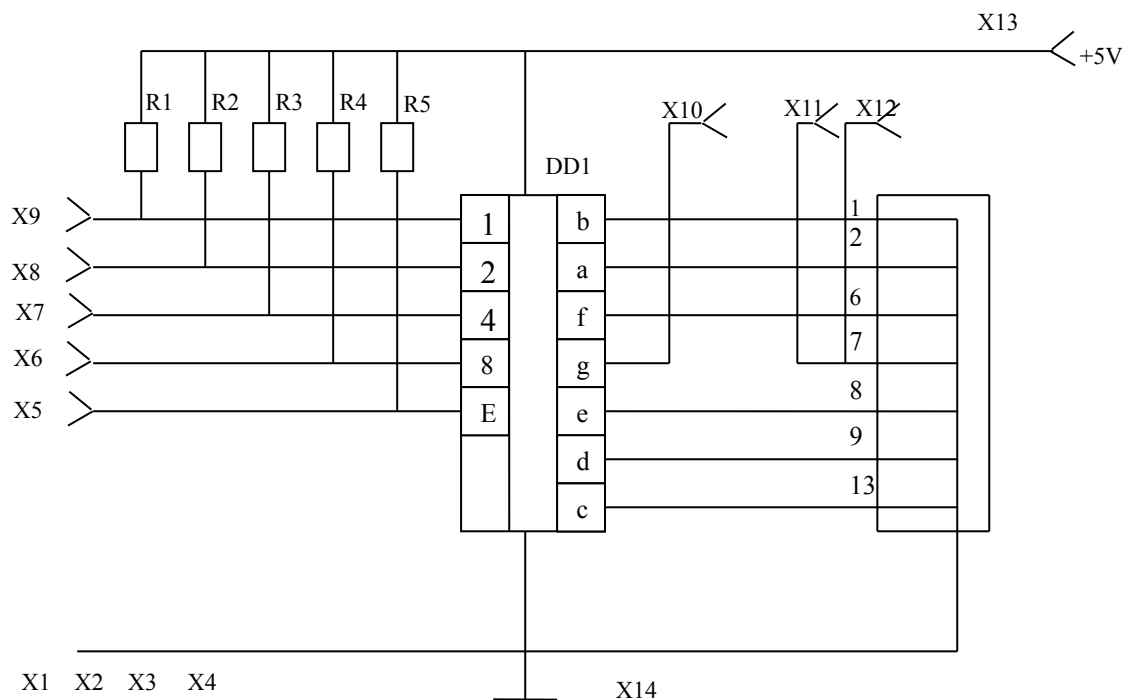 X13
+5V
R1 R2 R3 R4 R5
X10 X11 X12
DD1
X9 1 b 1
2
X8 2 a
X7 4 f 6
X6 8 g 7
X5 E e 8
d 9
c 13
X1 X2 X3 X4 X14